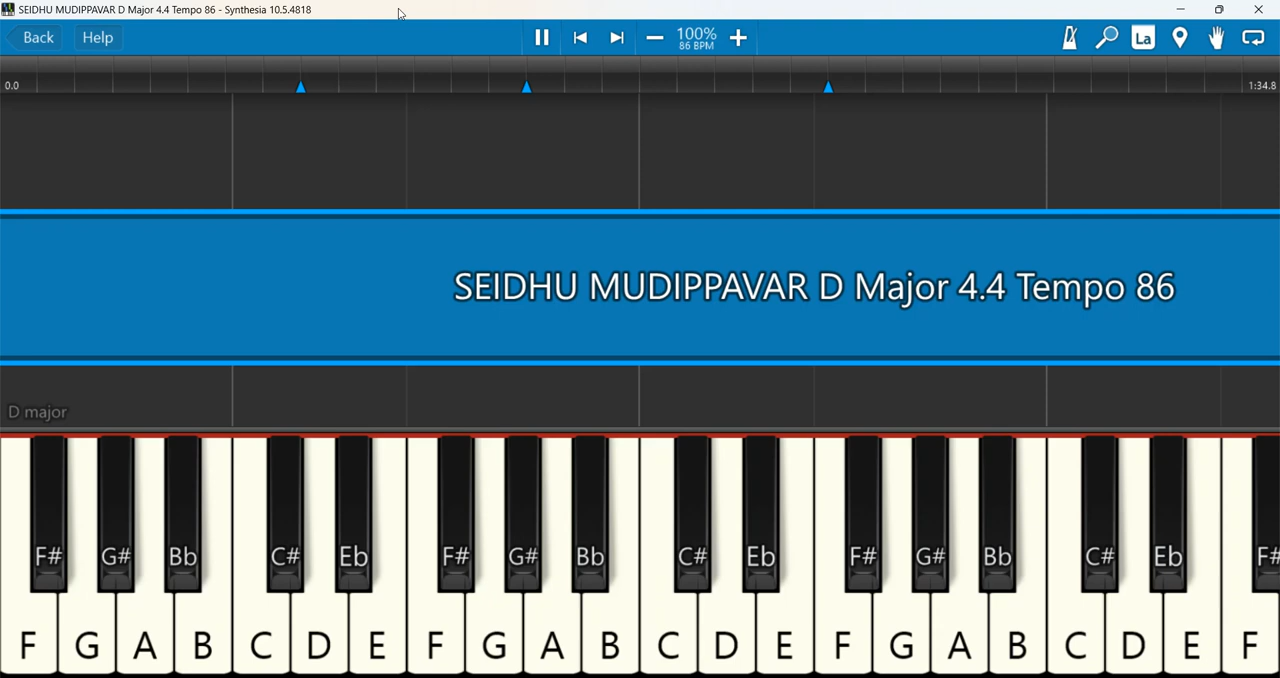 SEIDHU MUDIPPAVAR D Major 4.4 Tempo 86 - Synthesia 10.5.4818
Back Help 100% La
86 BPM
0.0 1:34.8
SEIDHU MUDIPPAVAR D Major 4.4 Tempo 86
D major
F# G# Bb C# Eb F# G# Bb C# Eb F# G# Bb C# Eb F#
F G A B C D E F G A B C D E F G A B C D E F